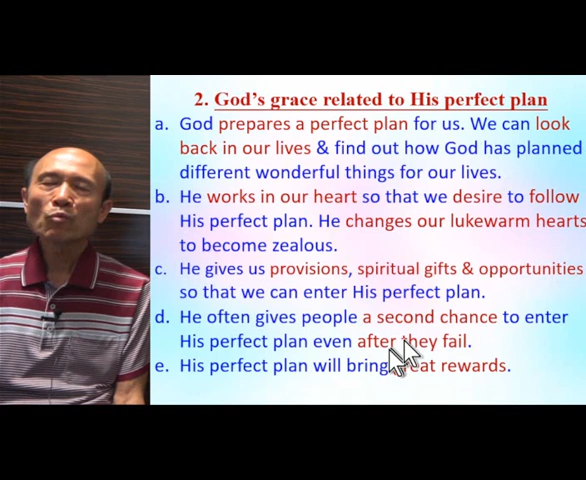 2. God's grace related to His perfect plan
a. God prepares a perfect plan for us. We can look
back in our lives & find out how God has planned
different wonderful things for our lives.
b. He works in our heart so that we desire to follow
His perfect plan. He changes our lukewarm hearts
to become zealous.
c. He gives us provisions, spiritual gifts & opportunities
so that we can enter His perfect plan.
d. He often gives people a second chance to enter
His perfect plan even after they fail.
e. His perfect plan will bring great rewards.